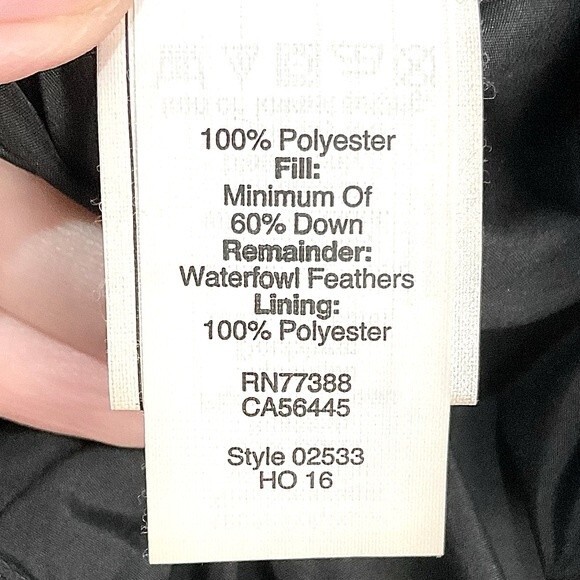 100% Polyester
Fill:
Minimum Of
60% Down
Remainder:
Waterfowl Feathers
Lining:
100% Polyester
RN77388
CA56445
Style 02533
HO 16